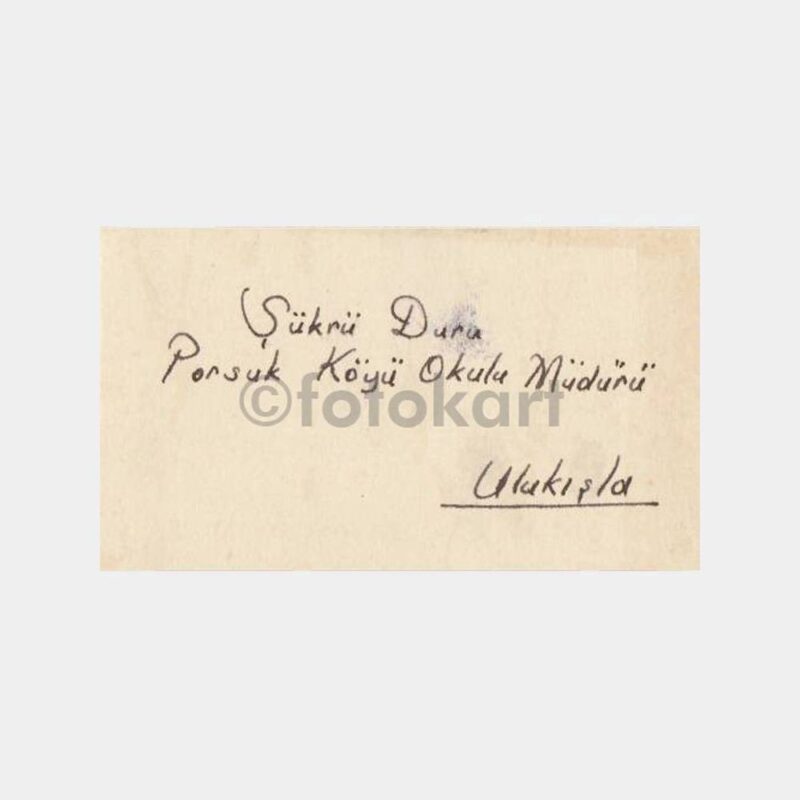 Şükrü Duru
Porsuk Köyü Okulu Müdürü
©fotokart
Ulukışla